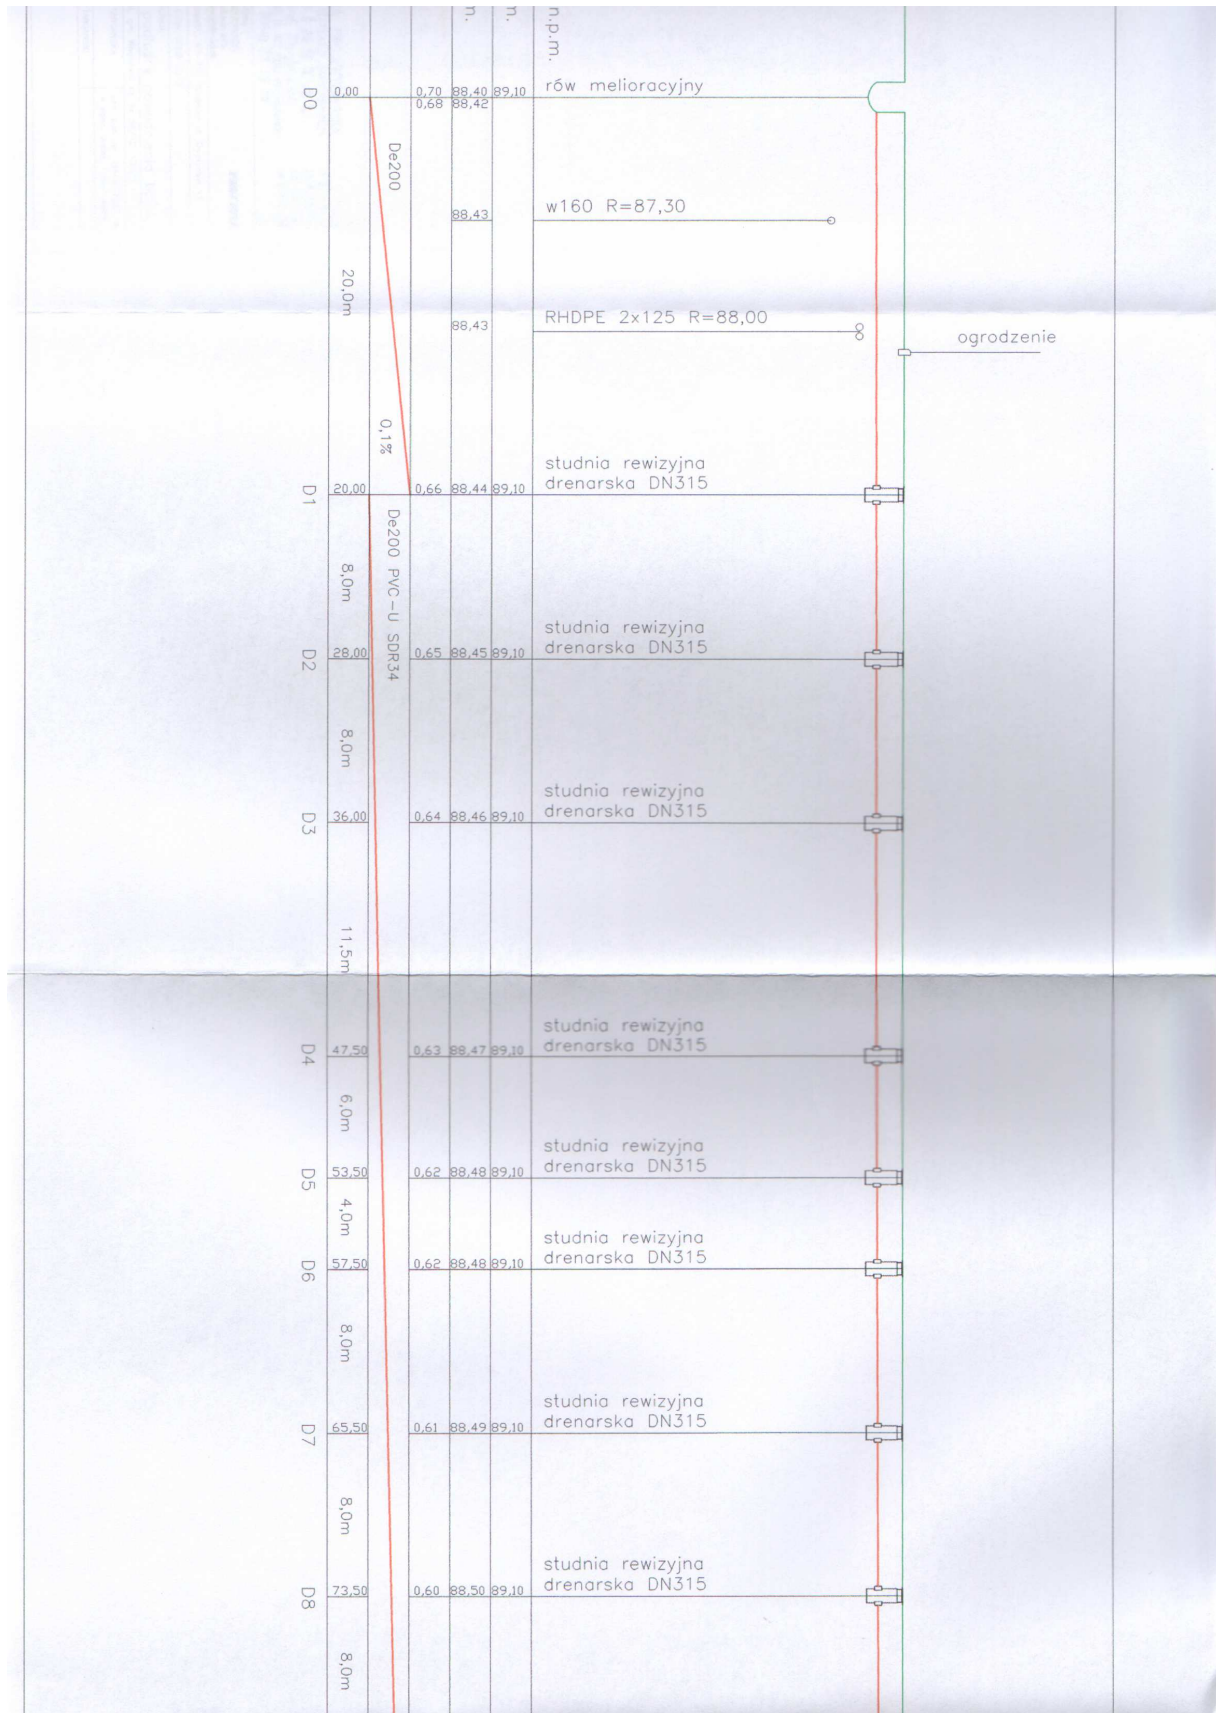 m.
n.
n.p.m.
D0
0,00
0,70
88,40
89,10
rów melioracyjny
0,68
88,42
De200
88,43
w160 R=87,30
20,0m
88,43
RHDPE 2x125 R=88,00
ogrodzenie
0,1%
studnia rewizyjna
drenarska DN315
D1
20,00
0,66
88,44
89,10
De200 PVC-U SDR34
8,0m
studnia rewizyjna
drenarska DN315
D2
28,00
0,65
88,45
89,10
8,0m
studnia rewizyjna
drenarska DN315
D3
36,00
0,64
88,46
89,10
11,5m
studnia rewizyjna
drenarska DN315
D4
47,50
0,63
88,47
89,10
6,0m
studnia rewizyjna
drenarska DN315
D5
53,50
0,62
88,48
89,10
4,0m
studnia rewizyjna
drenarska DN315
D6
57,50
0,62
88,48
89,10
8,0m
studnia rewizyjna
drenarska DN315
D7
65,50
0,61
88,49
89,10
8,0m
studnia rewizyjna
drenarska DN315
D8
73,50
0,60
88,50
89,10
8,0m